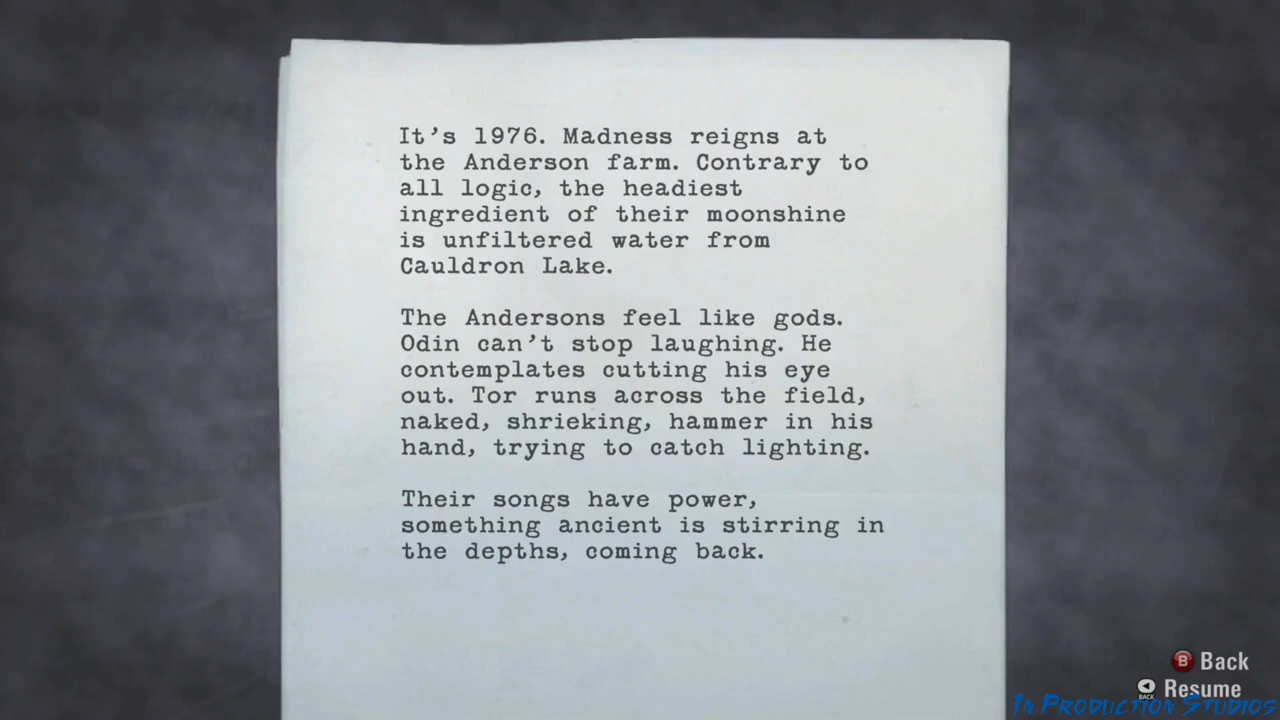 It's 1976. Madness reigns at
the Anderson farm. Contrary to
all logic, the headiest
ingredient of their moonshine
is unfiltered water from
Cauldron Lake.
The Andersons feel like gods.
Odin can't stop laughing. He
contemplates cutting his eye
out. Tor runs across the field,
naked, shrieking, hammer in his
hand, trying to catch lighting.
Their songs have power,
something ancient is stirring in
the depths, coming back.
B Back
BACK Resume
In Production Studios